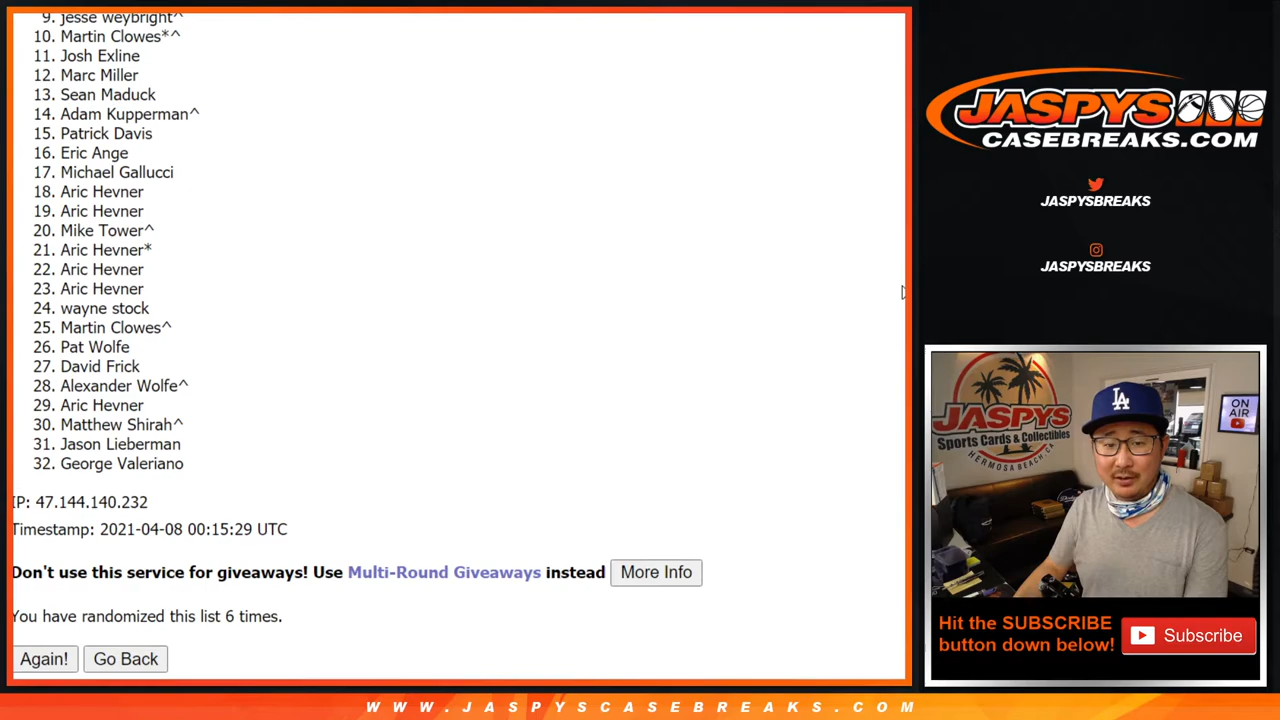 9. jesse weybright^
10. Martin Clowes*^
11. Josh Exline
12. Marc Miller
13. Sean Maduck
14. Adam Kupperman^
15. Patrick Davis
16. Eric Ange
17. Michael Gallucci
18. Aric Hevner
19. Aric Hevner
20. Mike Tower^
21. Aric Hevner*
22. Aric Hevner
23. Aric Hevner
24. wayne stock
25. Martin Clowes^
26. Pat Wolfe
27. David Frick
28. Alexander Wolfe^
29. Aric Hevner
30. Matthew Shirah^
31. Jason Lieberman
32. George Valeriano
IP: 47.144.140.232
Timestamp: 2021-04-08 00:15:29 UTC
Don't use this service for giveaways! Use Multi-Round Giveaways instead More Info
You have randomized this list 6 times.
Again! Go Back
JASPYS
CASEBREAKS.COM
JASPYSBREAKS
JASPYSBREAKS
JASPYS
Sports Cards & Collectibles
HERMOSA BEACH, CA
LA
ON
AIR
Hit the SUBSCRIBE
button down below!
Subscribe
WWW.JASPYSCASEBREAKS.COM